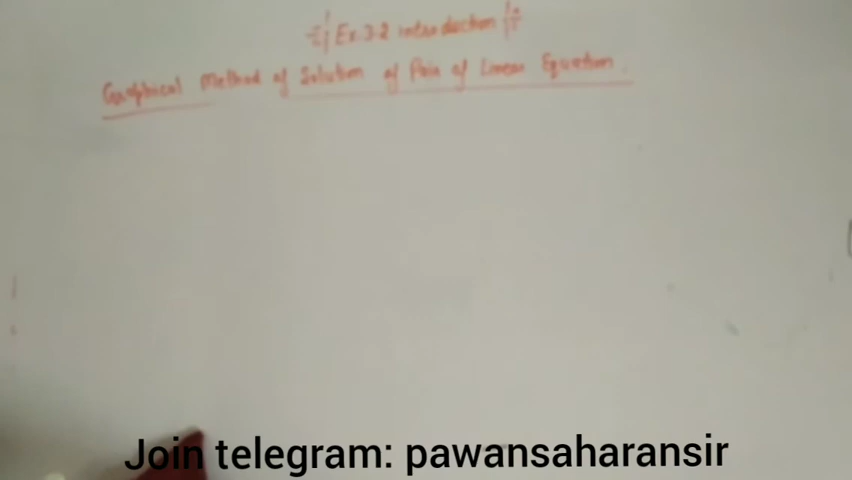 Ex. 3.2 introduction
Graphical Method of Solution of Pair of Linear Equation.
Join telegram: pawansaharansir